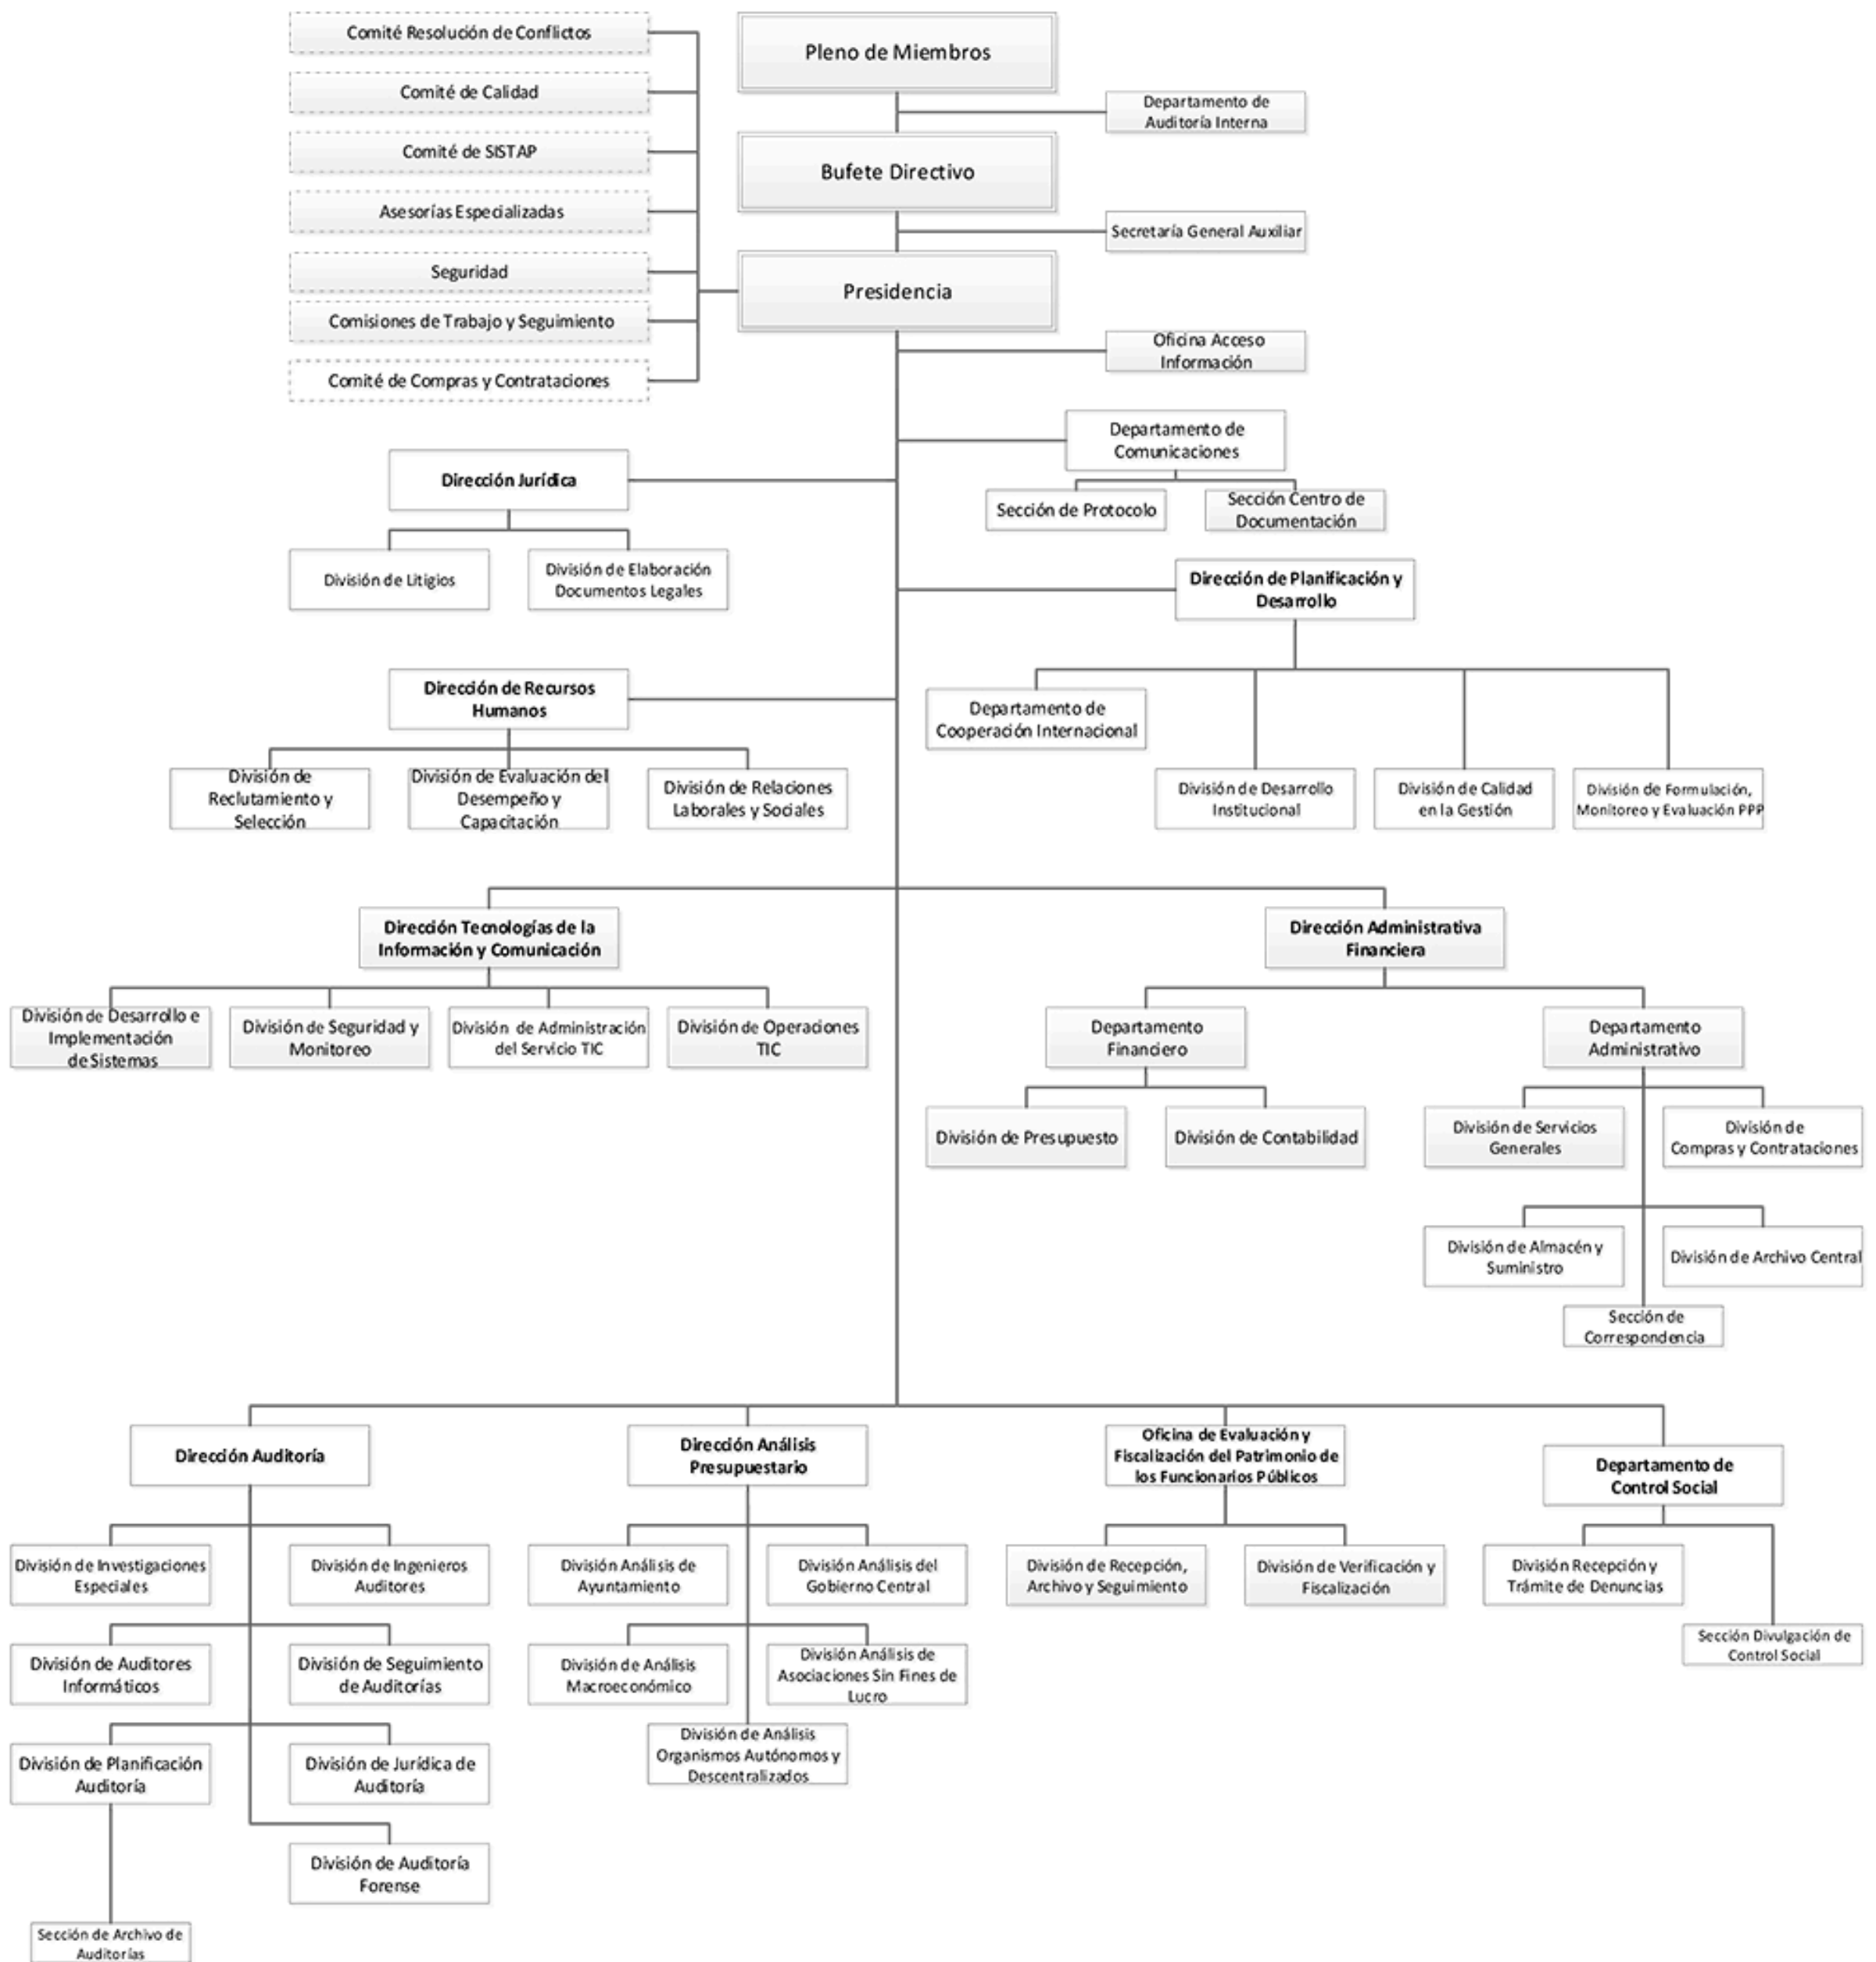 Comité Resolución de Conflictos
Comité de Calidad
Comité de SISTAP
Asesorías Especializadas
Seguridad
Comisiones de Trabajo y Seguimiento
Comité de Compras y Contrataciones
Pleno de Miembros
Departamento de
Auditoría Interna
Bufete Directivo
Secretaría General Auxiliar
Presidencia
Oficina Acceso
Información
Departamento de
Comunicaciones
Sección de Protocolo
Sección Centro de
Documentación
Dirección Jurídica
División de Litigios
División de Elaboración
Documentos Legales
Dirección de Planificación y
Desarrollo
Departamento de
Cooperación Internacional
División de Desarrollo
Institucional
División de Calidad
en la Gestión
División de Formulación,
Monitoreo y Evaluación PPP
Dirección de Recursos
Humanos
División de
Reclutamiento y
Selección
División de Evaluación del
Desempeño y
Capacitación
División de Relaciones
Laborales y Sociales
Dirección Tecnologías de la
Información y Comunicación
División de Desarrollo e
Implementación
de Sistemas
División de Seguridad y
Monitoreo
División de Administración
del Servicio TIC
División de Operaciones
TIC
Dirección Administrativa
Financiera
Departamento
Financiero
División de Presupuesto
División de Contabilidad
Departamento
Administrativo
División de Servicios
Generales
División de
Compras y Contrataciones
División de Almacén y
Suministro
División de Archivo Central
Sección de
Correspondencia
Dirección Auditoría
División de Investigaciones
Especiales
División de Ingenieros
Auditores
División de Auditores
Informáticos
División de Seguimiento
de Auditorías
División de Planificación
Auditoría
División de Jurídica de
Auditoría
División de Auditoría
Forense
Sección de Archivo de
Auditorías
Dirección Análisis
Presupuestario
División Análisis de
Ayuntamiento
División Análisis del
Gobierno Central
División de Análisis
Macroeconómico
División Análisis de
Asociaciones Sin Fines de
Lucro
División de Análisis
Organismos Autónomos y
Descentralizados
Oficina de Evaluación y
Fiscalización del Patrimonio de
los Funcionarios Públicos
División de Recepción,
Archivo y Seguimiento
División de Verificación y
Fiscalización
Departamento de
Control Social
División Recepción y
Trámite de Denuncias
Sección Divulgación de
Control Social